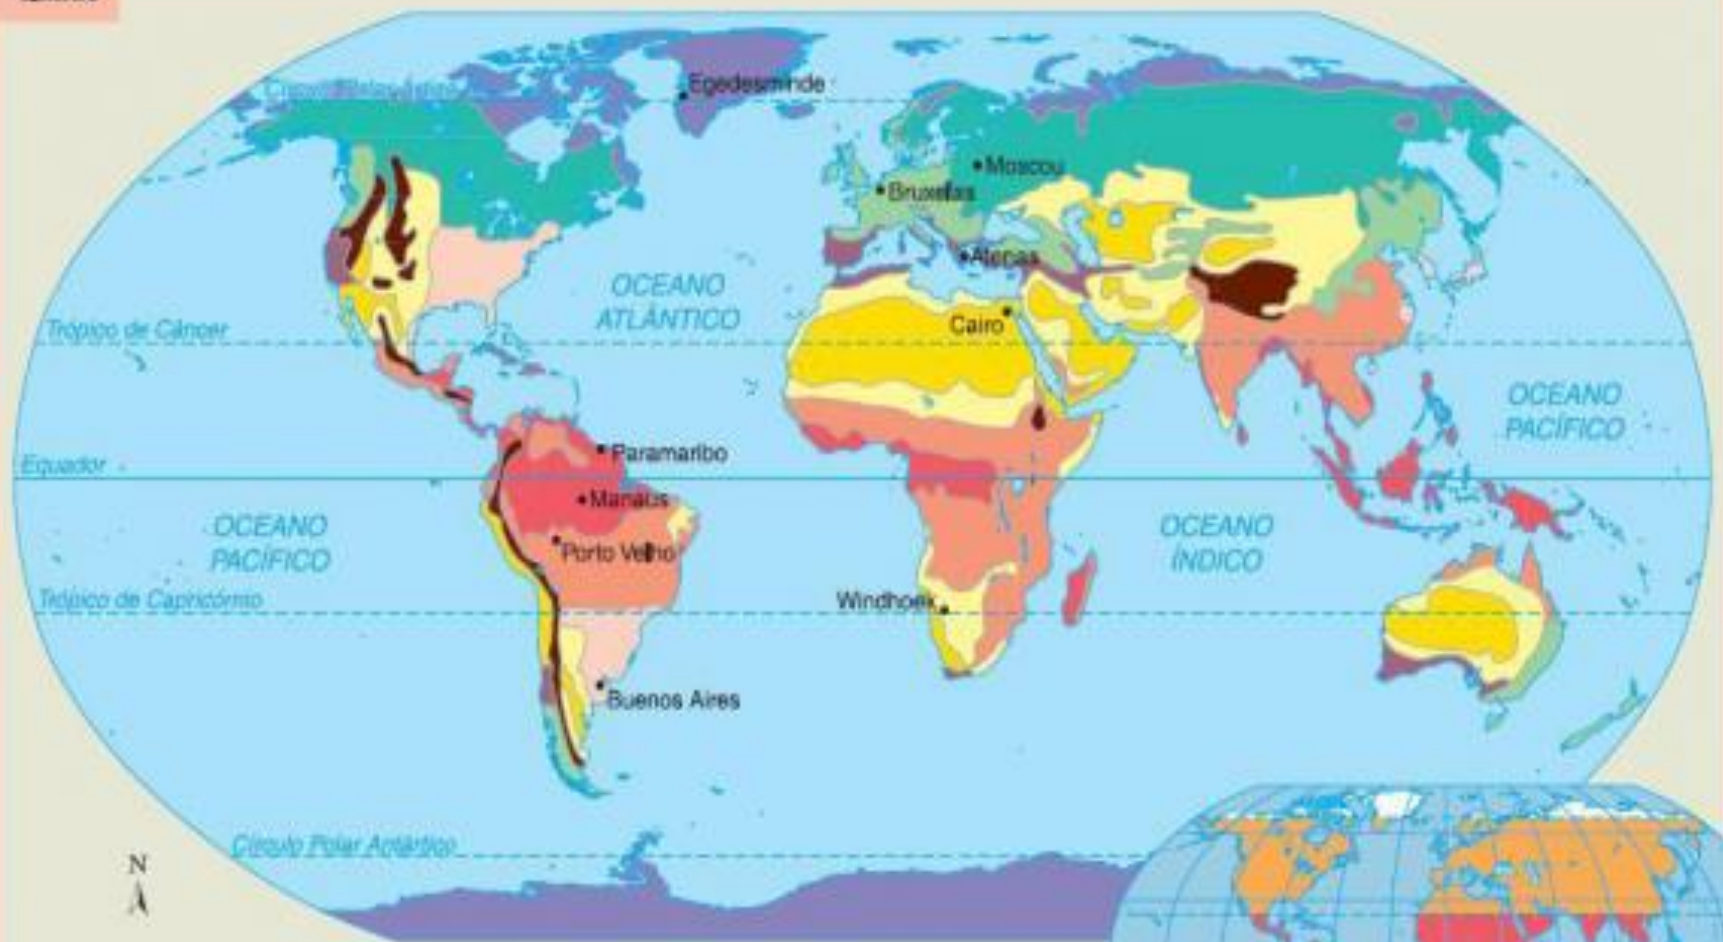 Egedesminde
Moscou
Bruxelas
Atenas
OCEANO
ATLÂNTICO
Cairo
Trópico de Câncer
OCEANO
PACÍFICO
Paramaribo
Equador
Manaus
OCEANO
PACÍFICO
OCEANO
ÍNDICO
Porto Velho
Trópico de Capricórnio
Windhoek
Buenos Aires
Círculo Polar Antártico
N